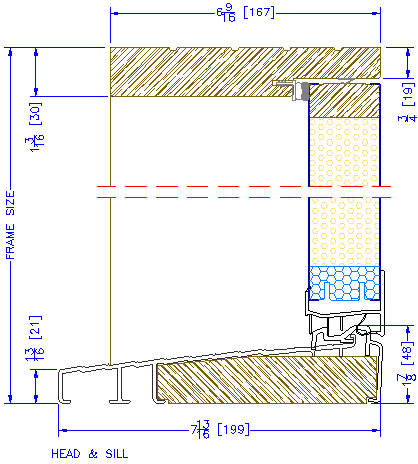 6 9/16 [167]
1 3/16 [30]
3/4 [19]
FRAME SIZE
13/16 [21]
1 7/8 [48]
7 13/16 [199]
HEAD & SILL